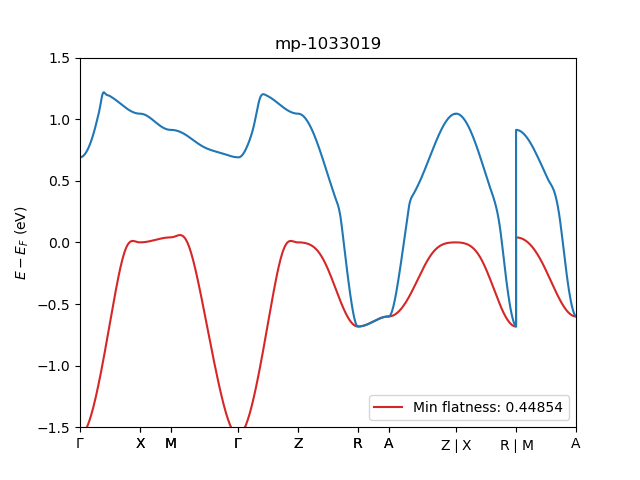 mp-1033019
E − E_F (eV)
1.5
1.0
0.5
0.0
−0.5
−1.0
−1.5
Γ X M Γ Z R A Z | X R | M A
Min flatness: 0.44854